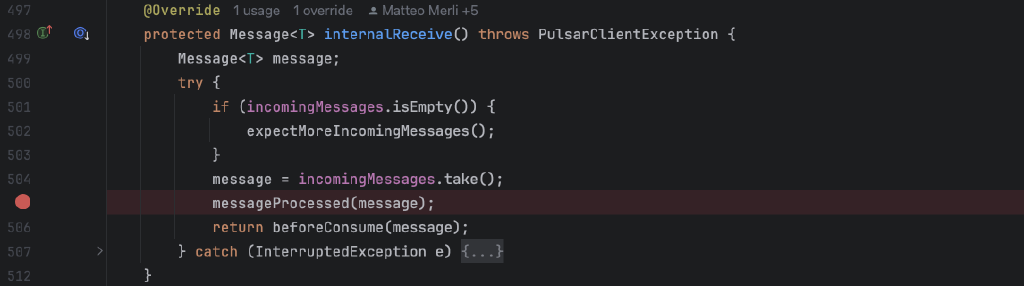 497 @Override 1 usage 1 override Matteo Merli +5
498 protected Message<T> internalReceive() throws PulsarClientException {
499 Message<T> message;
500 try {
501 if (incomingMessages.isEmpty()) {
502 expectMoreIncomingMessages();
503 }
504 message = incomingMessages.take();
messageProcessed(message);
506 return beforeConsume(message);
507 } catch (InterruptedException e) {...}
512 }